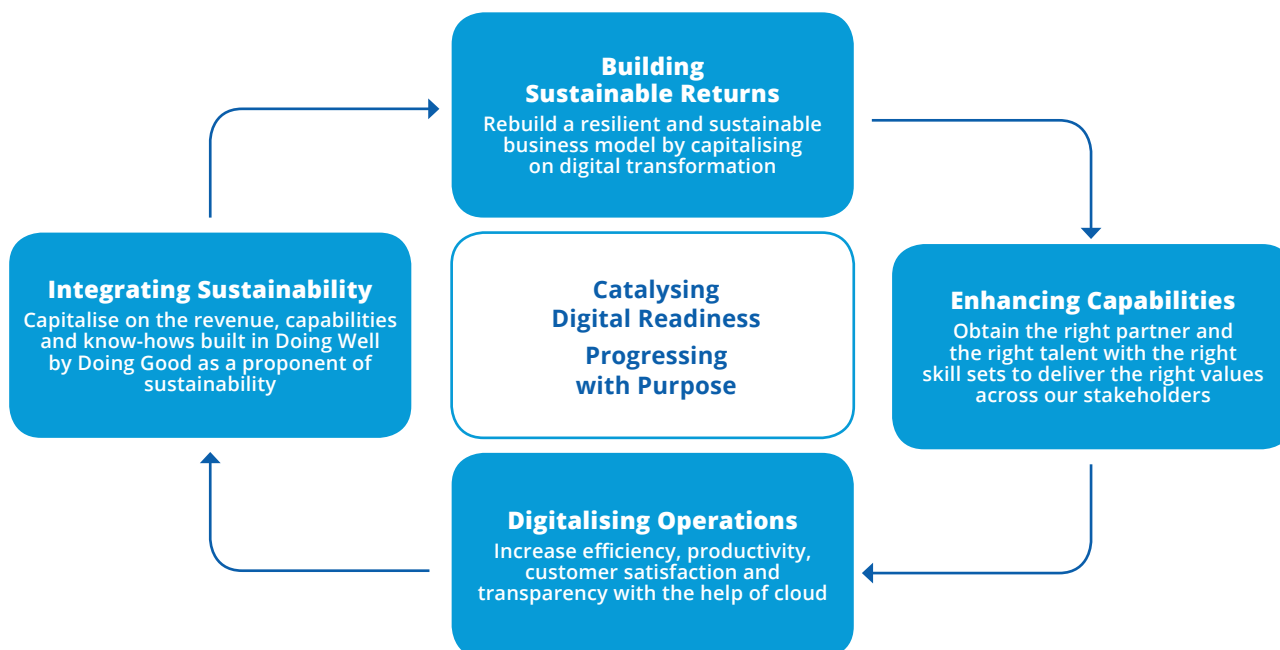 Building
Sustainable Returns
Rebuild a resilient and sustainable
business model by capitalising
on digital transformation
Integrating Sustainability
Capitalise on the revenue, capabilities
and know-hows built in Doing Well
by Doing Good as a proponent of
sustainability
Catalysing
Digital Readiness
Progressing
with Purpose
Enhancing Capabilities
Obtain the right partner and
the right talent with the right
skill sets to deliver the right values
across our stakeholders
Digitalising Operations
Increase efficiency, productivity,
customer satisfaction and
transparency with the help of cloud